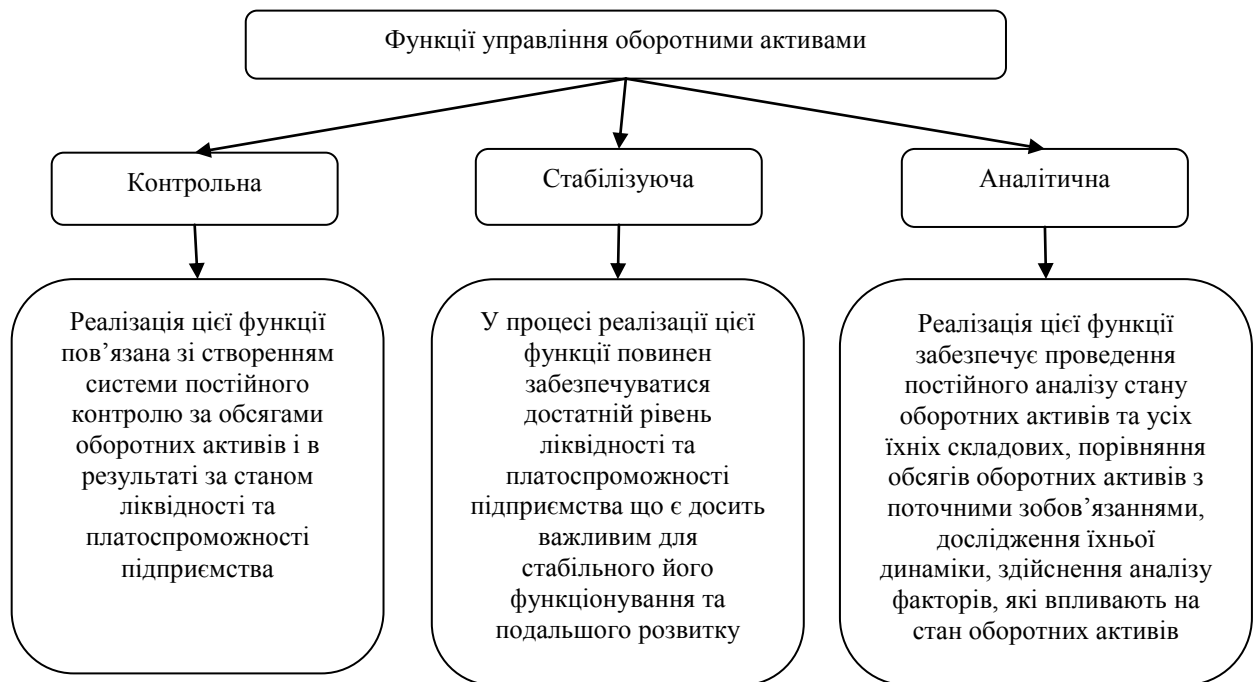 Функції управління оборотними активами
Контрольна
Стабілізуюча
Аналітична
Реалізація цієї функції
пов’язана зі створенням
системи постійного
контролю за обсягами
оборотних активів і в
результаті за станом
ліквідності та
платоспроможності
підприємства
У процесі реалізації цієї
функції повинен
забезпечуватися
достатній рівень
ліквідності та
платоспроможності
підприємства що є досить
важливим для
стабільного його
функціонування та
подальшого розвитку
Реалізація цієї функції
забезпечує проведення
постійного аналізу стану
оборотних активів та усіх
їхніх складових, порівняння
обсягів оборотних активів з
поточними зобов’язаннями,
дослідження їхньої
динаміки, здійснення аналізу
факторів, які впливають на
стан оборотних активів